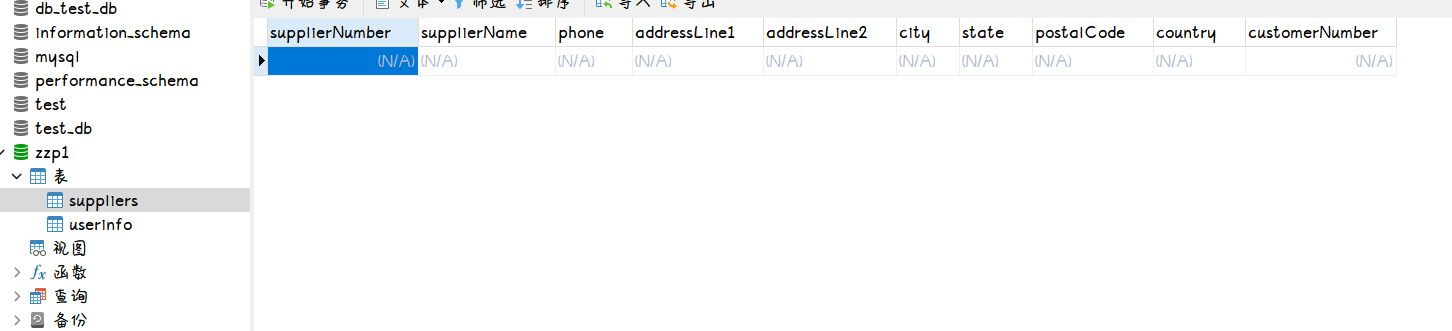 开始事务 文本 筛选 排序 导入 导出
db_test_db
information_schema
mysql
performance_schema
test
test_db
zzp1
表
suppliers
userinfo
视图
fx 函数
查询
备份
supplierNumber supplierName phone addressLine1 addressLine2 city state postalCode country customerNumber
(N/A) (N/A) (N/A) (N/A) (N/A) (N/A) (N/A) (N/A) (N/A) (N/A)